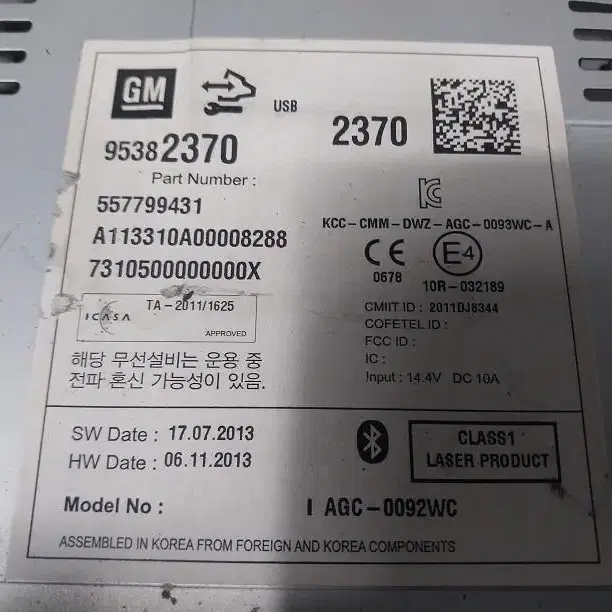 GM
USB
95382370
2370
Part Number :
557799431
A113310A00008288
7310500000000X
KCC-CMM-DWZ-AGC-0093WC-A
CE
0678
E4
10R-032189
ICASA
TA-2011/1625
APPROVED
CMIIT ID : 2011DJ8344
COFETEL ID :
FCC ID :
IC :
Input : 14.4V DC 10A
해당 무선설비는 운용 중
전파 혼신 가능성이 있음.
SW Date : 17.07.2013
HW Date : 06.11.2013
CLASS1
LASER PRODUCT
Model No : I AGC-0092WC
ASSEMBLED IN KOREA FROM FOREIGN AND KOREA COMPONENTS